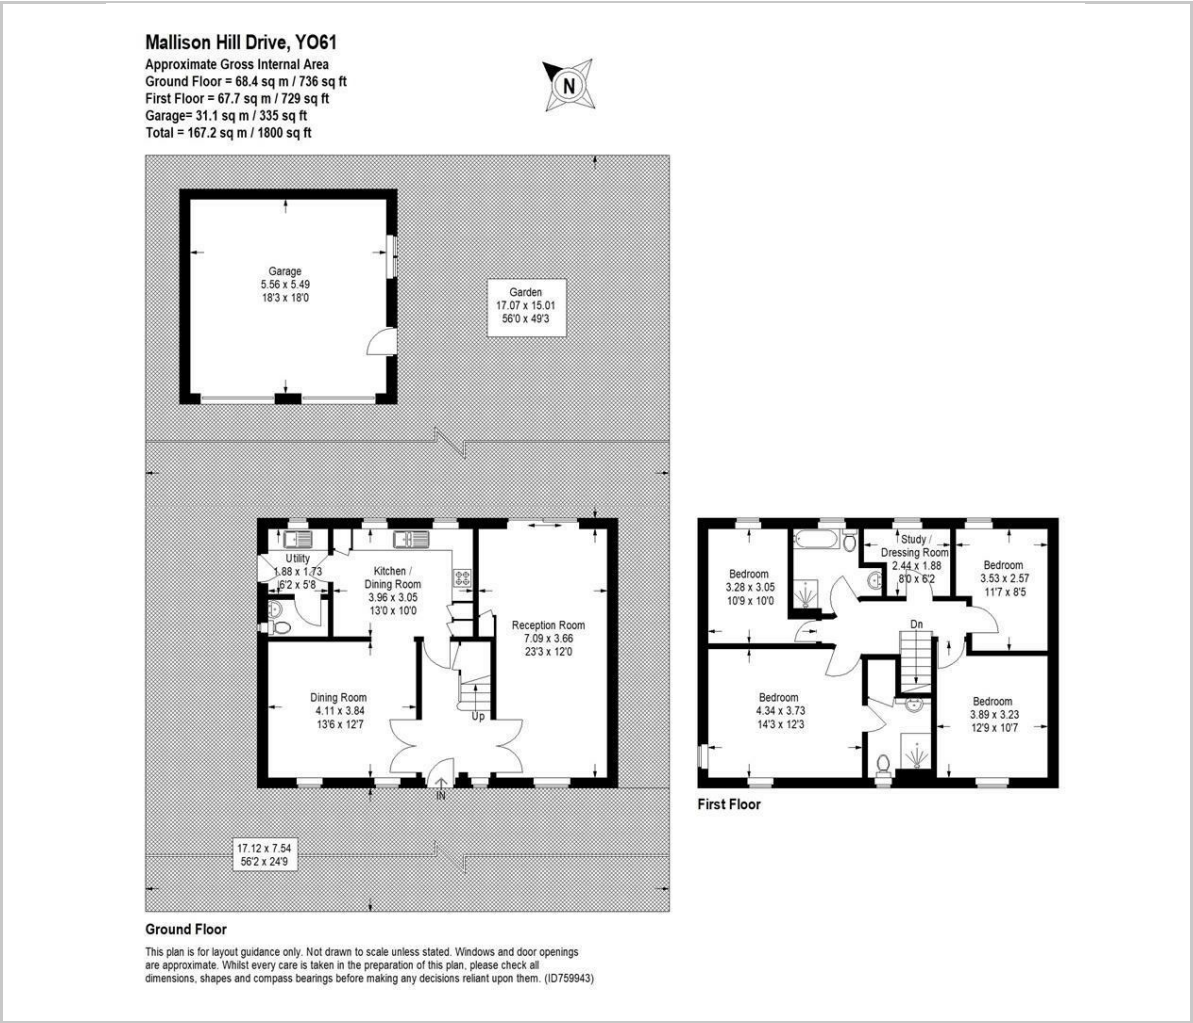 Mallison Hill Drive, YO61
Approximate Gross Internal Area
Ground Floor = 68.4 sq m / 736 sq ft
First Floor = 67.7 sq m / 729 sq ft
Garage= 31.1 sq m / 335 sq ft
Total = 167.2 sq m / 1800 sq ft
N
Garage
5.56 x 5.49
18'3 x 18'0
Garden
17.07 x 15.01
56'0 x 49'3
Utility
1.88 x 1.73
6'2 x 5'8
Kitchen /
Dining Room
3.96 x 3.05
13'0 x 10'0
Reception Room
7.09 x 3.66
23'3 x 12'0
Dining Room
4.11 x 3.84
13'6 x 12'7
Up
IN
17.12 x 7.54
56'2 x 24'9
Ground Floor
Bedroom
3.28 x 3.05
10'9 x 10'0
Study /
Dressing Room
2.44 x 1.88
8'0 x 6'2
Bedroom
3.53 x 2.57
11'7 x 8'5
Dn
Bedroom
4.34 x 3.73
14'3 x 12'3
Bedroom
3.89 x 3.23
12'9 x 10'7
First Floor
This plan is for layout guidance only. Not drawn to scale unless stated. Windows and door openings
are approximate. Whilst every care is taken in the preparation of this plan, please check all
dimensions, shapes and compass bearings before making any decisions reliant upon them. (ID759943)